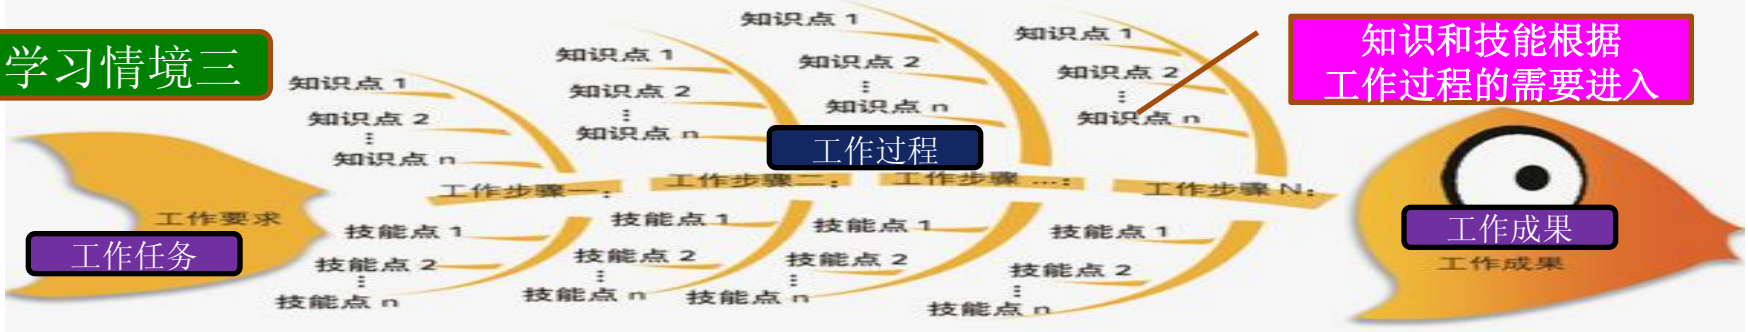 学习情境三
知识和技能根据
工作过程的需要进入
知识点 1
知识点 2
⋮
知识点 n
知识点 1
知识点 2
⋮
知识点 n
知识点 1
知识点 2
⋮
知识点 n
知识点 1
知识点 2
⋮
知识点 n
工作过程
工作步骤一:
工作步骤二:
工作步骤 ...:
工作步骤 N:
工作要求
工作任务
技能点 1
技能点 2
⋮
技能点 n
技能点 1
技能点 2
⋮
技能点 n
技能点 1
技能点 2
⋮
技能点 n
技能点 1
技能点 2
⋮
技能点 n
工作成果
工作成果